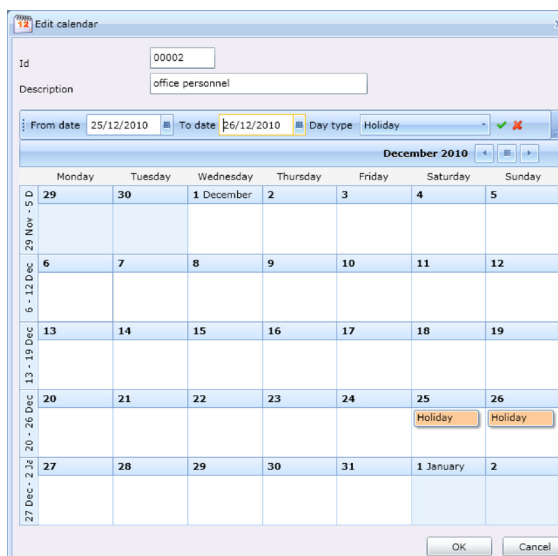 12 Edit calendar
Id 00002
Description office personnel
From date 25/12/2010 To date 26/12/2010 Day type Holiday
December 2010
Monday Tuesday Wednesday Thursday Friday Saturday Sunday
29 Nov - 5 D 29 30 1 December 2 3 4 5
6 - 12 Dec 6 7 8 9 10 11 12
13 - 19 Dec 13 14 15 16 17 18 19
20 - 26 Dec 20 21 22 23 24 25 26
Holiday Holiday
27 Dec - 2 Ja 27 28 29 30 31 1 January 2
OK Cancel